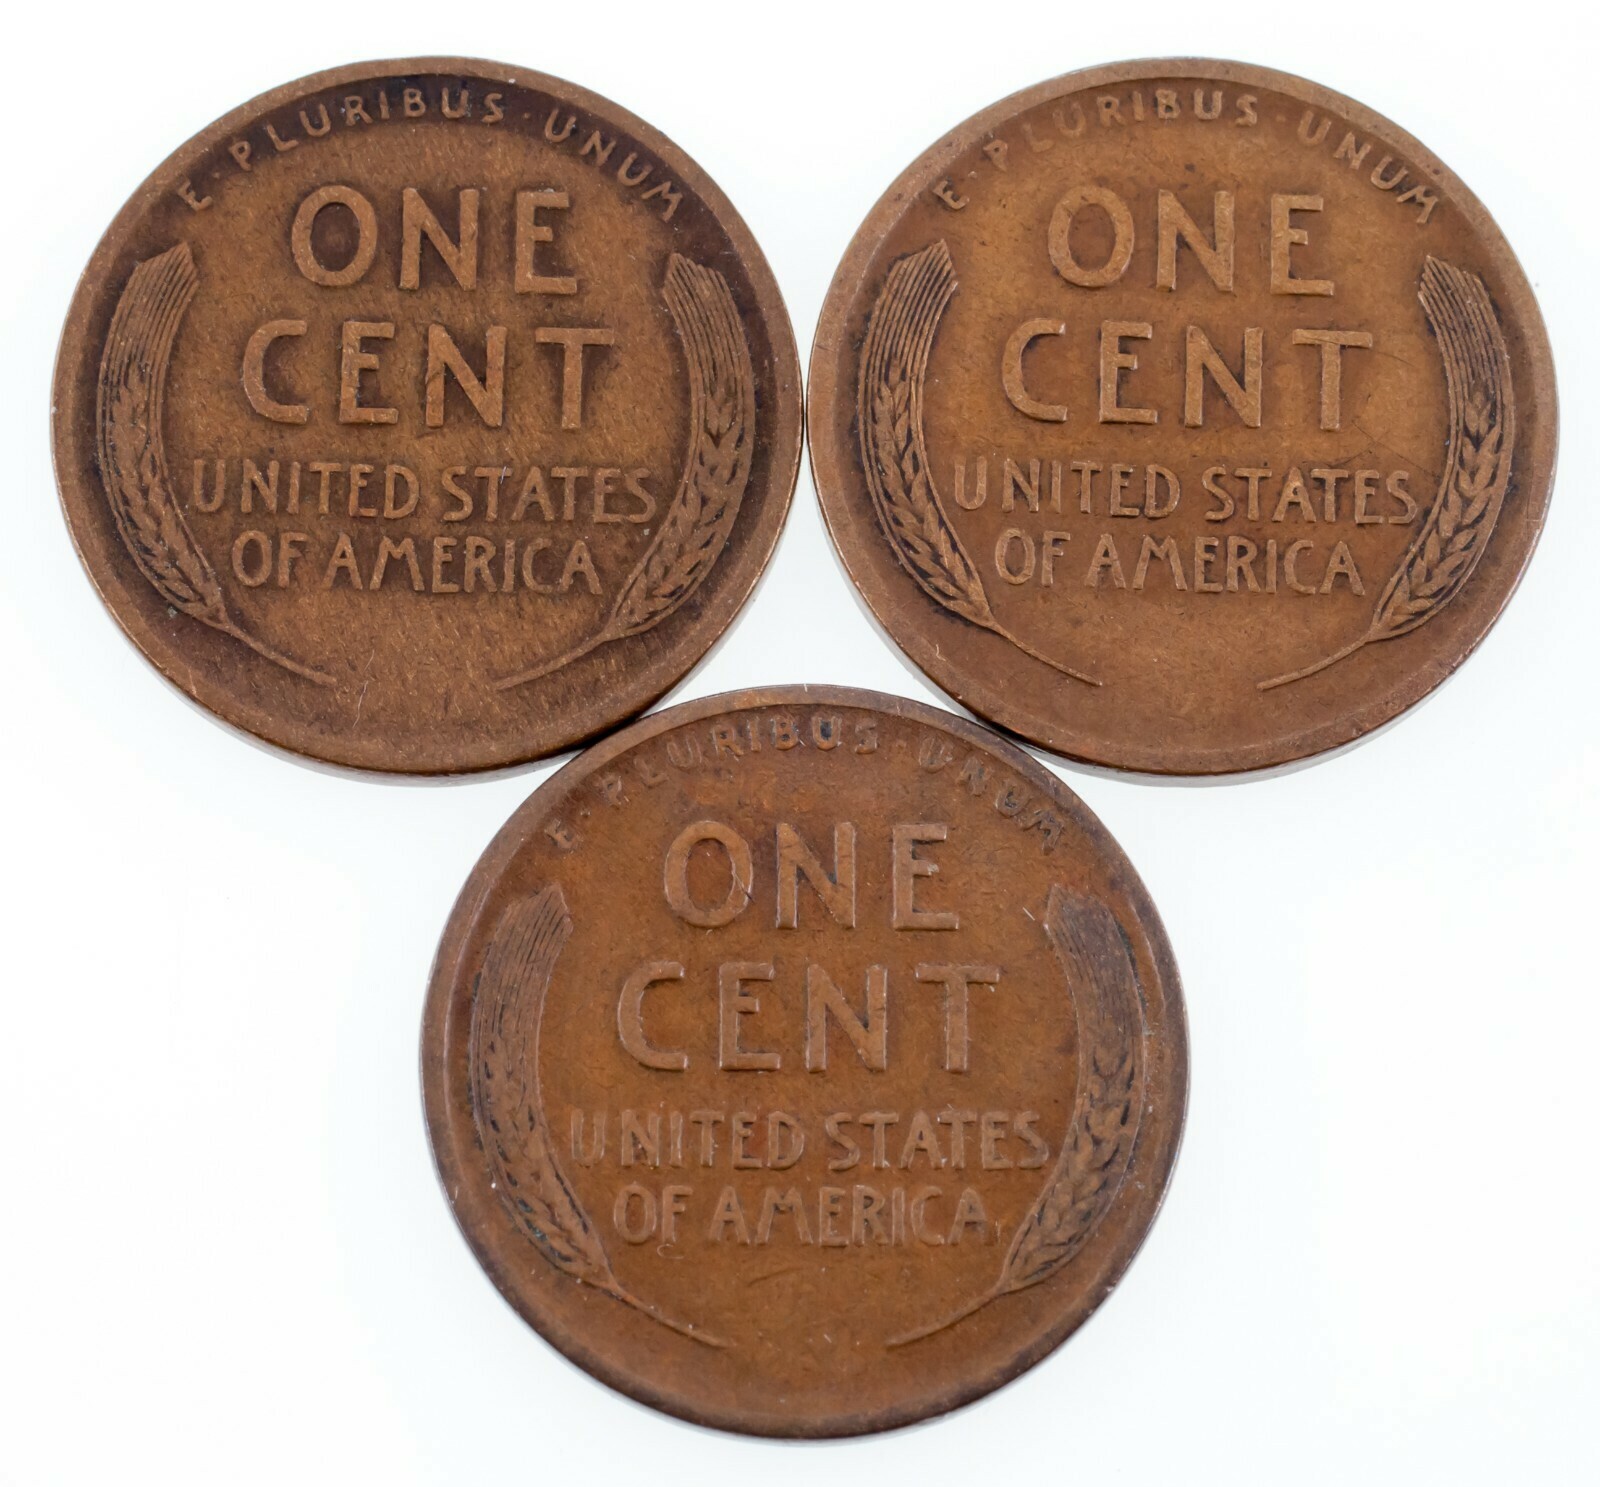 E·PLURIBUS·UNUM
ONE
CENT
UNITED STATES
OF AMERICA
E·PLURIBUS·UNUM
ONE
CENT
UNITED STATES
OF AMERICA
E·PLURIBUS·UNUM
ONE
CENT
UNITED STATES
OF AMERICA